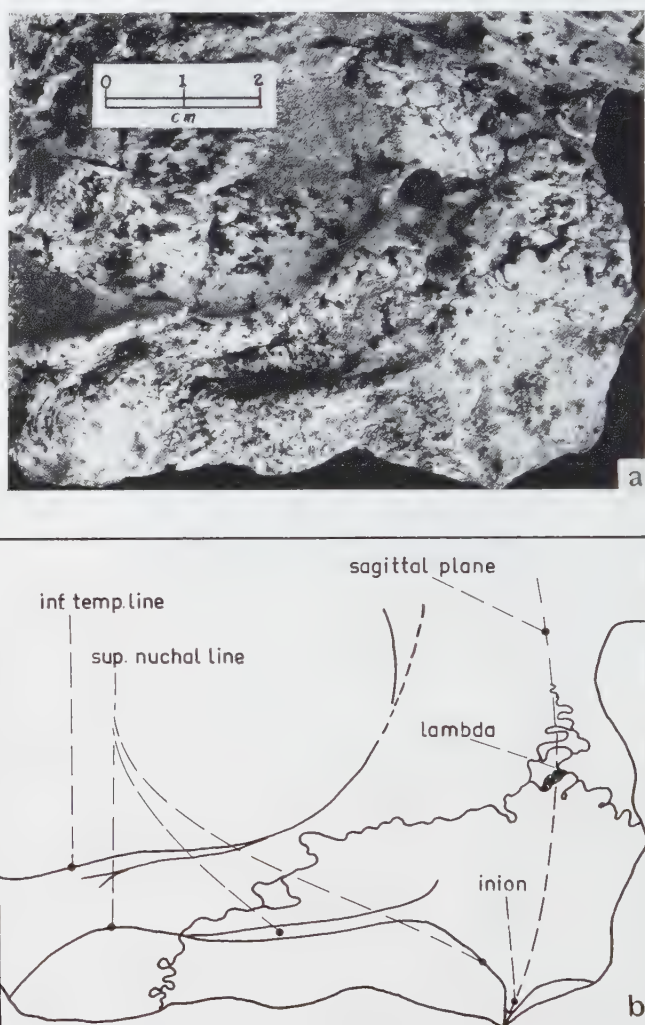 0 1 2
cm
a
sagittal plane
inf temp. line
sup. nuchal line
lambda
inion
b